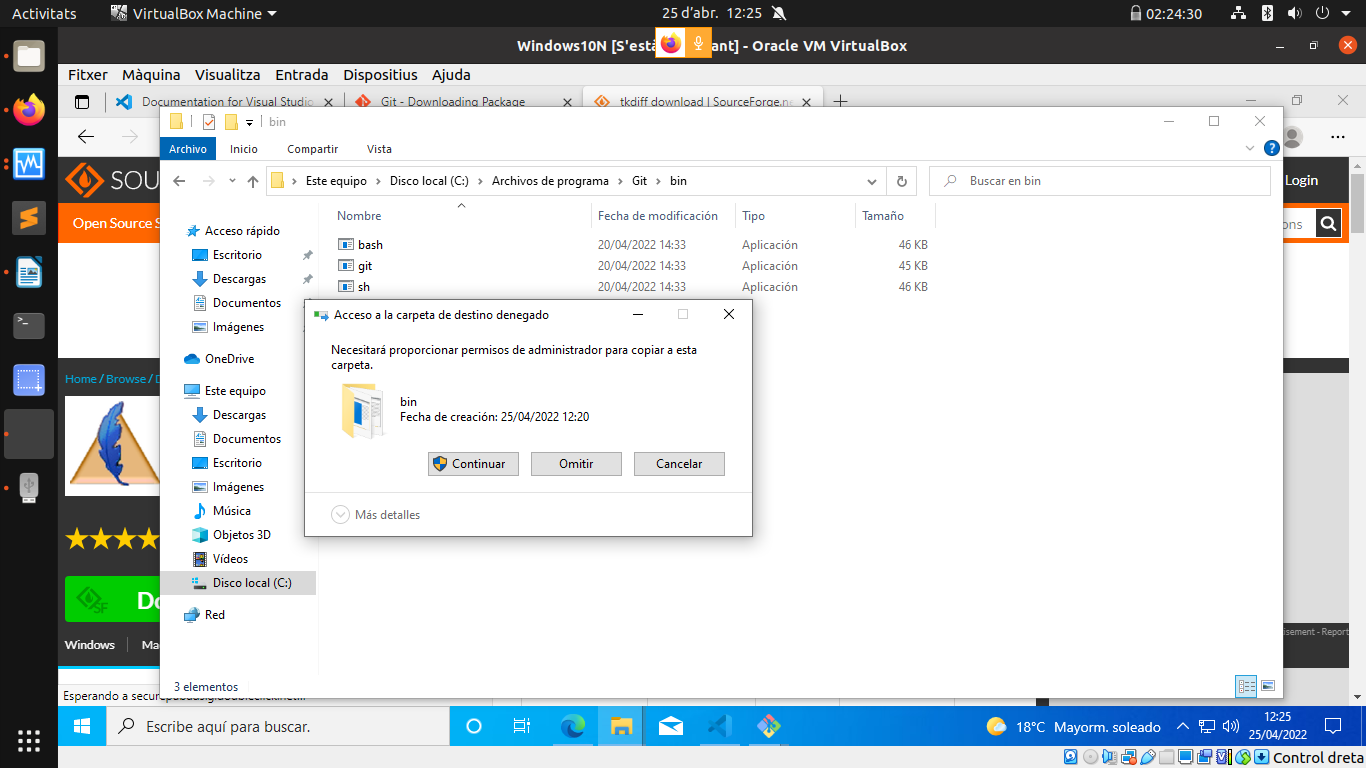 Activitats VirtualBox Machine 25 d’abr. 12:25 02:24:30
Windows10N [S'està ant] - Oracle VM VirtualBox
Fitxer Màquina Visualitza Entrada Dispositius Ajuda
Documentation for Visual Studio Git - Downloading Package tkdiff download | SourceForge.ne
bin
Archivo Inicio Compartir Vista
Este equipo Disco local (C:) Archivos de programa Git bin Buscar en bin
SOU Login
Open Source S ons
Nombre Fecha de modificación Tipo Tamaño
bash 20/04/2022 14:33 Aplicación 46 KB
git 20/04/2022 14:33 Aplicación 45 KB
sh 20/04/2022 14:33 Aplicación 46 KB
Acceso rápido
Escritorio
Descargas
Documentos
Imágenes
OneDrive
Este equipo
Descargas
Documentos
Escritorio
Imágenes
Música
Objetos 3D
Vídeos
Disco local (C:)
Red
3 elementos
Acceso a la carpeta de destino denegado
Necesitará proporcionar permisos de administrador para copiar a esta
carpeta.
bin
Fecha de creación: 25/04/2022 12:20
Continuar Omitir Cancelar
Más detalles
Home / Browse / D
SF
Do
Windows Ma
isement - Report
Esperando a secure
Escribe aquí para buscar. 18°C Mayorm. soleado 12:25
25/04/2022
Control dreta